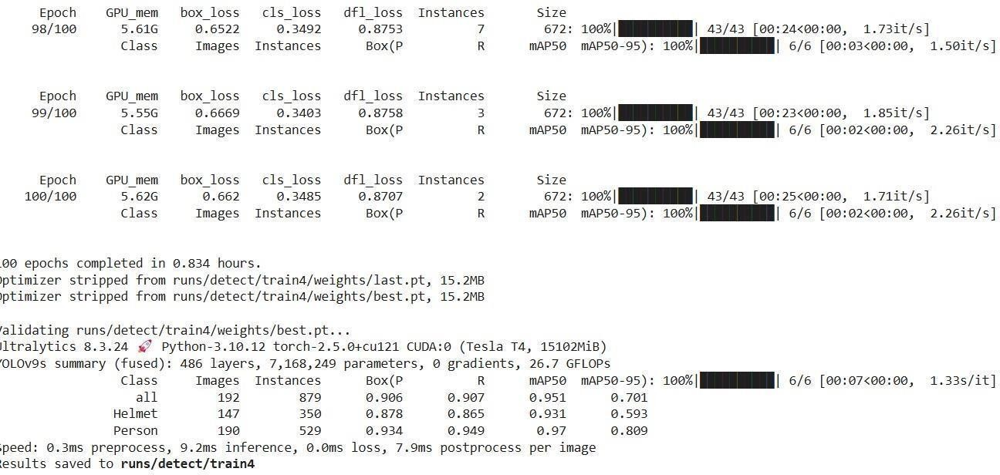 Epoch GPU_mem box_loss cls_loss dfl_loss Instances Size
98/100 5.61G 0.6522 0.3492 0.8753 7 672: 100%|██████████| 43/43 [00:24<00:00, 1.73it/s]
Class Images Instances Box(P R mAP50 mAP50-95): 100%|██████████| 6/6 [00:03<00:00, 1.50it/s]
Epoch GPU_mem box_loss cls_loss dfl_loss Instances Size
99/100 5.55G 0.6669 0.3403 0.8758 3 672: 100%|██████████| 43/43 [00:23<00:00, 1.85it/s]
Class Images Instances Box(P R mAP50 mAP50-95): 100%|██████████| 6/6 [00:02<00:00, 2.26it/s]
Epoch GPU_mem box_loss cls_loss dfl_loss Instances Size
100/100 5.62G 0.662 0.3485 0.8707 2 672: 100%|██████████| 43/43 [00:25<00:00, 1.71it/s]
Class Images Instances Box(P R mAP50 mAP50-95): 100%|██████████| 6/6 [00:02<00:00, 2.26it/s]
100 epochs completed in 0.834 hours.
Optimizer stripped from runs/detect/train4/weights/last.pt, 15.2MB
Optimizer stripped from runs/detect/train4/weights/best.pt, 15.2MB
Validating runs/detect/train4/weights/best.pt...
Ultralytics 8.3.24 🚀 Python-3.10.12 torch-2.5.0+cu121 CUDA:0 (Tesla T4, 15102MiB)
YOLOv9s summary (fused): 486 layers, 7,168,249 parameters, 0 gradients, 26.7 GFLOPs
Class Images Instances Box(P R mAP50 mAP50-95): 100%|██████████| 6/6 [00:07<00:00, 1.33s/it]
all 192 879 0.906 0.907 0.951 0.701
Helmet 147 350 0.878 0.865 0.931 0.593
Person 190 529 0.934 0.949 0.97 0.809
Speed: 0.3ms preprocess, 9.2ms inference, 0.0ms loss, 7.9ms postprocess per image
Results saved to runs/detect/train4